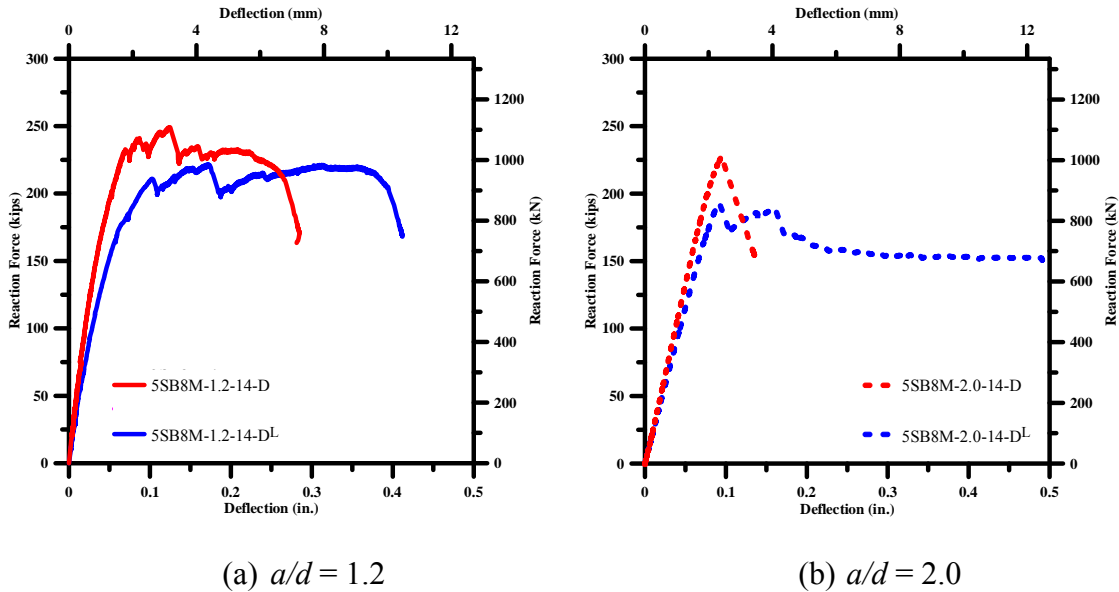 Deflection (mm)
0 4 8 12
300
250
200
150
100
50
0
Reaction Force (kips)
1200
1000
800
600
400
200
0
Reaction Force (kN)
5SB8M-1.2-14-D
5SB8M-1.2-14-DL
0 0.1 0.2 0.3 0.4 0.5
Deflection (in.)
(a) a/d = 1.2
Deflection (mm)
0 4 8 12
300
250
200
150
100
50
0
Reaction Force (kips)
1200
1000
800
600
400
200
0
Reaction Force (kN)
5SB8M-2.0-14-D
5SB8M-2.0-14-DL
0 0.1 0.2 0.3 0.4 0.5
Deflection (in.)
(b) a/d = 2.0